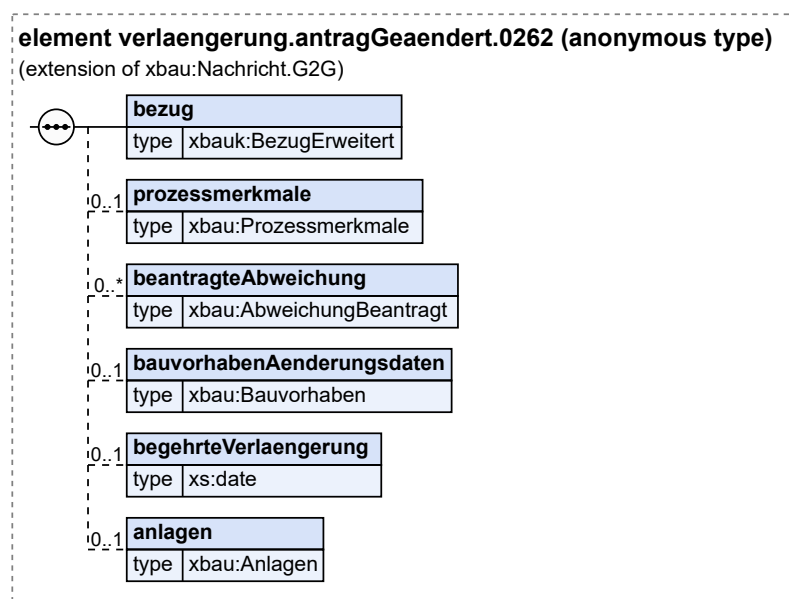 element verlaengerung.antragGeaendert.0262 (anonymous type)
(extension of xbau:Nachricht.G2G)
bezug
type xbauk:BezugErweitert
0..1 prozessmerkmale
type xbau:Prozessmerkmale
0..* beantragteAbweichung
type xbau:AbweichungBeantragt
0..1 bauvorhabenAenderungsdaten
type xbau:Bauvorhaben
0..1 begehrteVerlaengerung
type xs:date
0..1 anlagen
type xbau:Anlagen